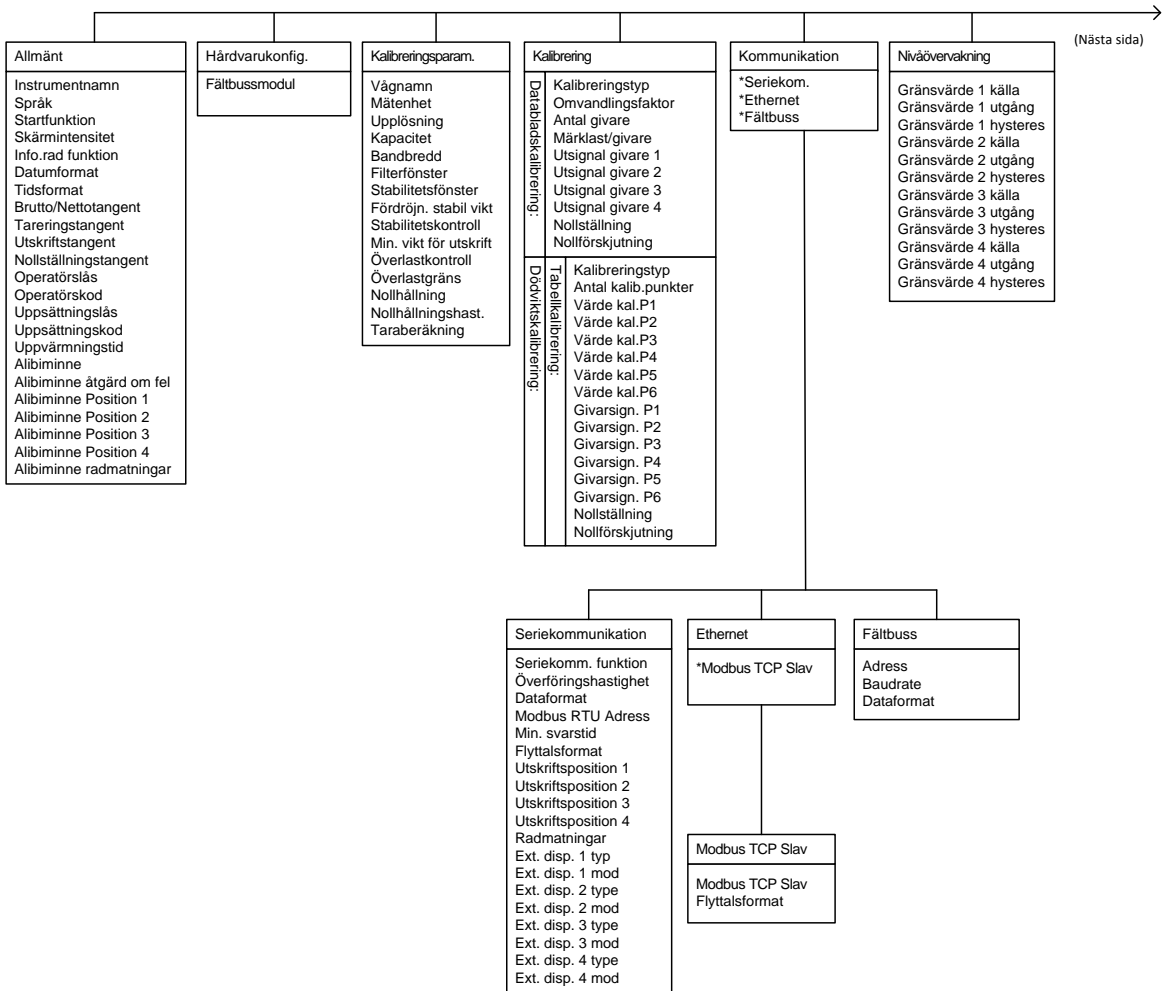 (Nästa sida)
Allmänt
Instrumentnamn
Språk
Startfunktion
Skärmintensitet
Info.rad funktion
Datumformat
Tidsformat
Brutto/Nettotangent
Tareringstangent
Utskriftstangent
Nollställningstangent
Operatörslås
Operatörskod
Uppsättningslås
Uppsättningskod
Uppvärmningstid
Alibiminne
Alibiminne åtgärd om fel
Alibiminne Position 1
Alibiminne Position 2
Alibiminne Position 3
Alibiminne Position 4
Alibiminne radmatningar
Hårdvarukonfig.
Fältbussmodul
Kalibreringsparam.
Vågnamn
Mätenhet
Upplösning
Kapacitet
Bandbredd
Filterfönster
Stabilitetsfönster
Fördröjn. stabil vikt
Stabilitetskontroll
Min. vikt för utskrift
Överlastkontroll
Överlastgräns
Nollhållning
Nollhållningshast.
Taraberäkning
Kalibrering
Databladskalibrering:
Kalibreringstyp
Omvandlingsfaktor
Antal givare
Märklast/givare
Utsignal givare 1
Utsignal givare 2
Utsignal givare 3
Utsignal givare 4
Nollställning
Nollförskjutning
Dödviktskalibrering:
Tabellkalibrering:
Kalibreringstyp
Antal kalib.punkter
Värde kal.P1
Värde kal.P2
Värde kal.P3
Värde kal.P4
Värde kal.P5
Värde kal.P6
Givarsign. P1
Givarsign. P2
Givarsign. P3
Givarsign. P4
Givarsign. P5
Givarsign. P6
Nollställning
Nollförskjutning
Kommunikation
*Seriekom.
*Ethernet
*Fältbuss
Nivåövervakning
Gränsvärde 1 källa
Gränsvärde 1 utgång
Gränsvärde 1 hysteres
Gränsvärde 2 källa
Gränsvärde 2 utgång
Gränsvärde 2 hysteres
Gränsvärde 3 källa
Gränsvärde 3 utgång
Gränsvärde 3 hysteres
Gränsvärde 4 källa
Gränsvärde 4 utgång
Gränsvärde 4 hysteres
Seriekommunikation
Seriekomm. funktion
Överföringshastighet
Dataformat
Modbus RTU Adress
Min. svarstid
Flyttalsformat
Utskriftsposition 1
Utskriftsposition 2
Utskriftsposition 3
Utskriftsposition 4
Radmatningar
Ext. disp. 1 typ
Ext. disp. 1 mod
Ext. disp. 2 type
Ext. disp. 2 mod
Ext. disp. 3 type
Ext. disp. 3 mod
Ext. disp. 4 type
Ext. disp. 4 mod
Ethernet
*Modbus TCP Slav
Modbus TCP Slav
Modbus TCP Slav
Flyttalsformat
Fältbuss
Adress
Baudrate
Dataformat